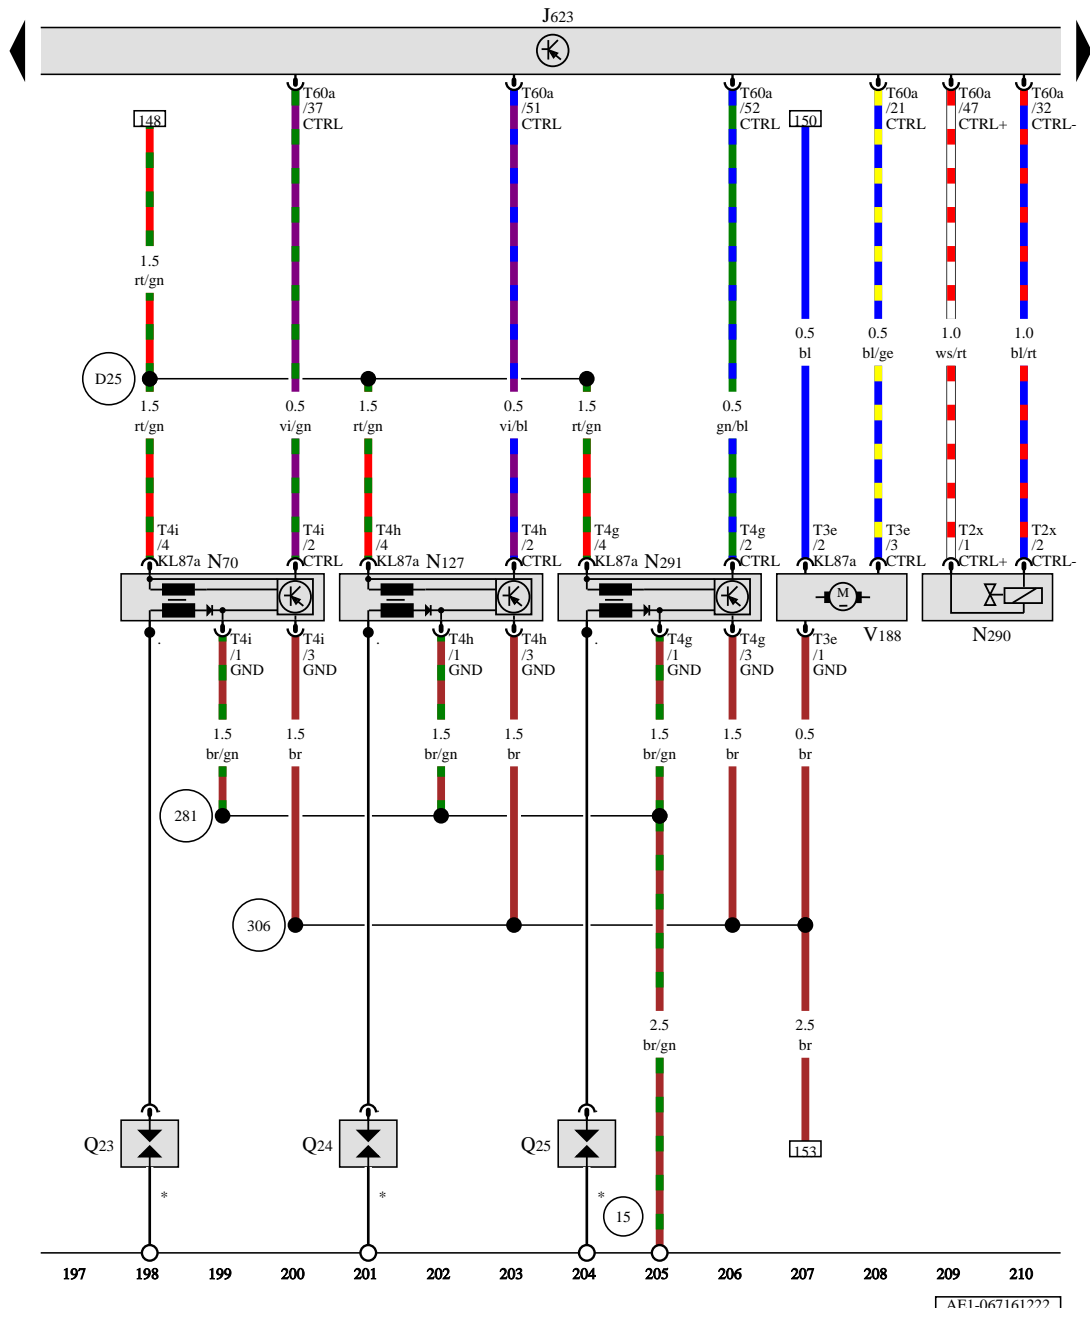 J623
T60a
/37
CTRL
T60a
/51
CTRL
T60a
/52
CTRL
T60a
/21
CTRL
T60a
/47
CTRL+
T60a
/32
CTRL-
148
150
1.5
rt/gn
0.5
bl
0.5
bl/ge
1.0
ws/rt
1.0
bl/rt
D25
1.5
rt/gn
0.5
vi/gn
1.5
rt/gn
0.5
vi/bl
1.5
rt/gn
0.5
gn/bl
T4i
/4
KL87a
N70
T4i
/2
CTRL
T4h
/4
KL87a
N127
T4h
/2
CTRL
T4g
/4
KL87a
N291
T4g
/2
CTRL
T3e
/2
KL87a
T3e
/3
CTRL
T2x
/1
CTRL+
T2x
/2
CTRL-
M
V188
N290
.
T4i
/1
GND
T4i
/3
GND
.
T4h
/1
GND
T4h
/3
GND
.
T4g
/1
GND
T4g
/3
GND
T3e
/1
GND
1.5
br/gn
1.5
br
1.5
br/gn
1.5
br
1.5
br/gn
1.5
br
0.5
br
281
306
2.5
br/gn
2.5
br
Q23
Q24
Q25
153
*
*
*
15
197 198 199 200 201 202 203 204 205 206 207 208 209 210
AE1-067161222